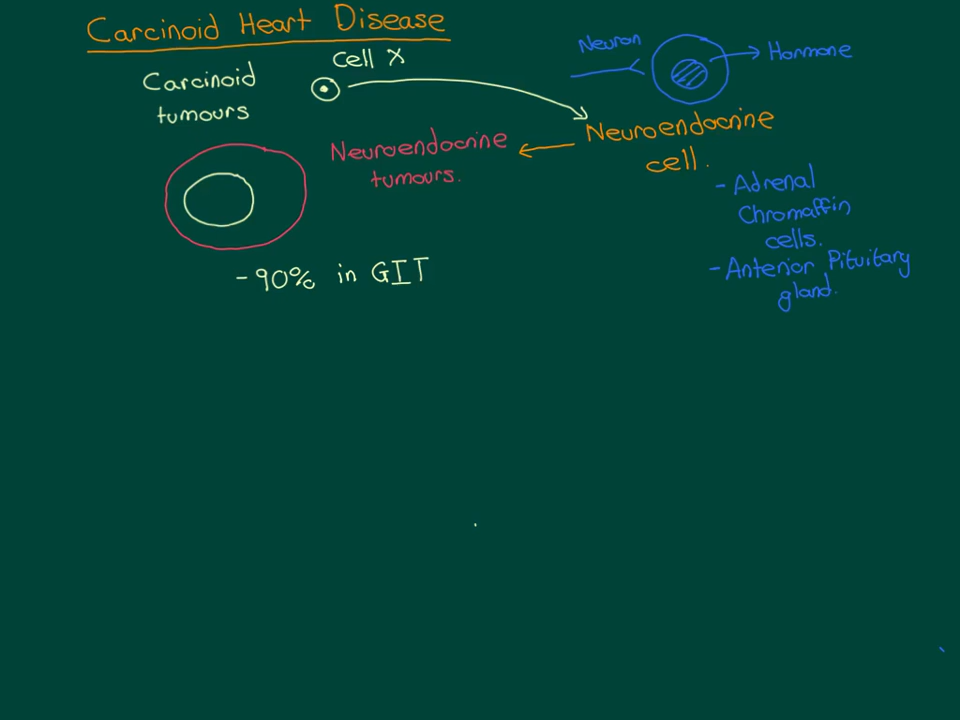 Carcinoid Heart Disease
Carcinoid
tumours
Cell X
Neuron
Hormone
Neuroendocrine
cell.
Neuroendocrine
tumours.
- Adrenal
Chromaffin
cells.
- Anterior Pituitary
gland.
- 90% in GIT